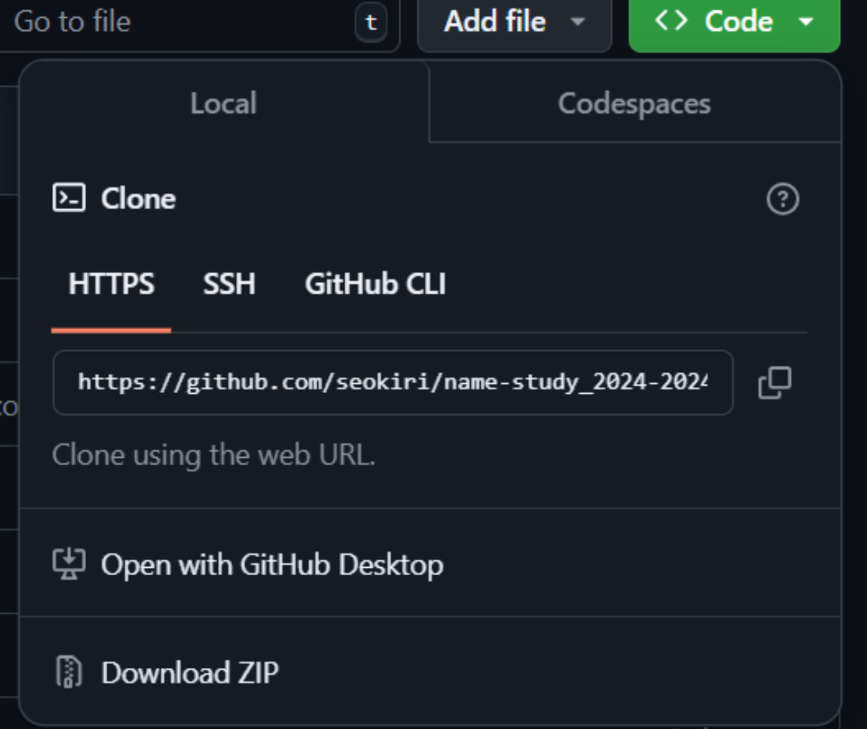 Go to file t Add file <> Code
Local Codespaces
Clone
HTTPS SSH GitHub CLI
https://github.com/seokiri/name-study_2024-2024
Clone using the web URL.
Open with GitHub Desktop
Download ZIP